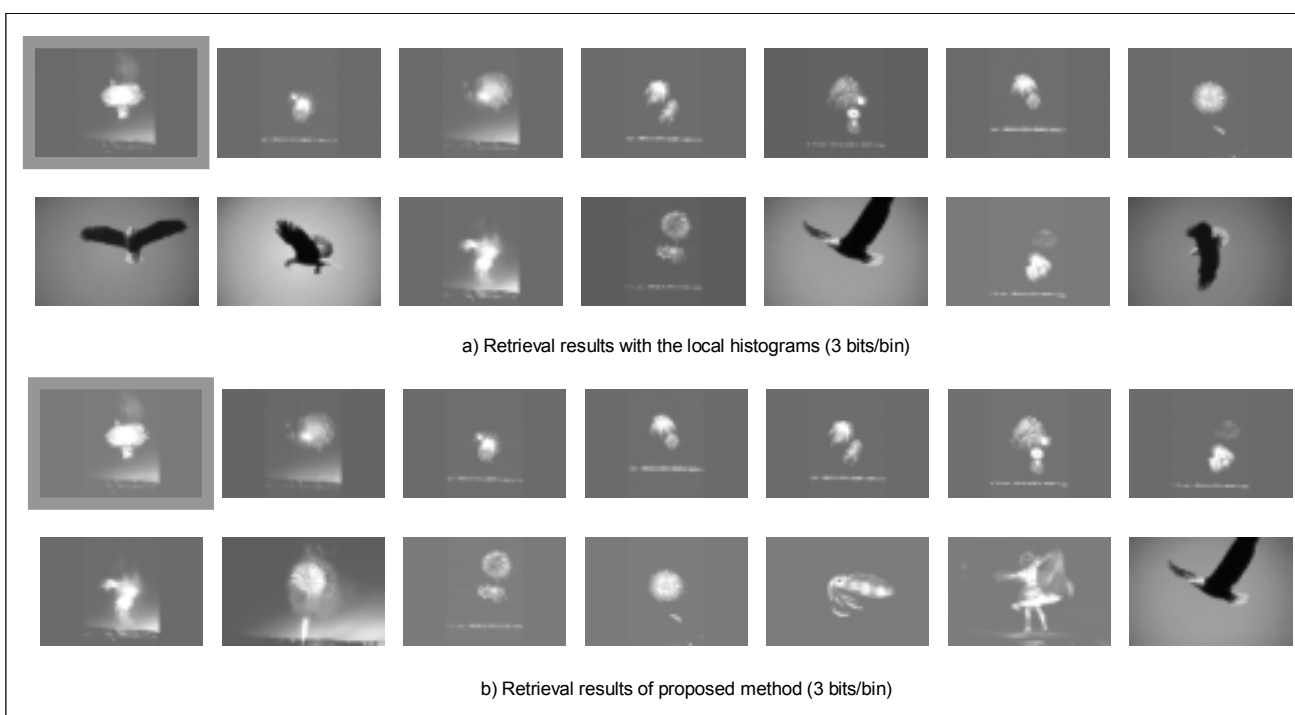 a) Retrieval results with the local histograms (3 bits/bin)
b) Retrieval results of proposed method (3 bits/bin)